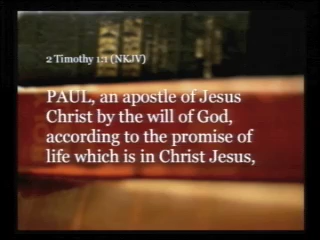 2 Timothy 1:1 (NKJV)
PAUL, an apostle of Jesus
Christ by the will of God,
according to the promise of
life which is in Christ Jesus,